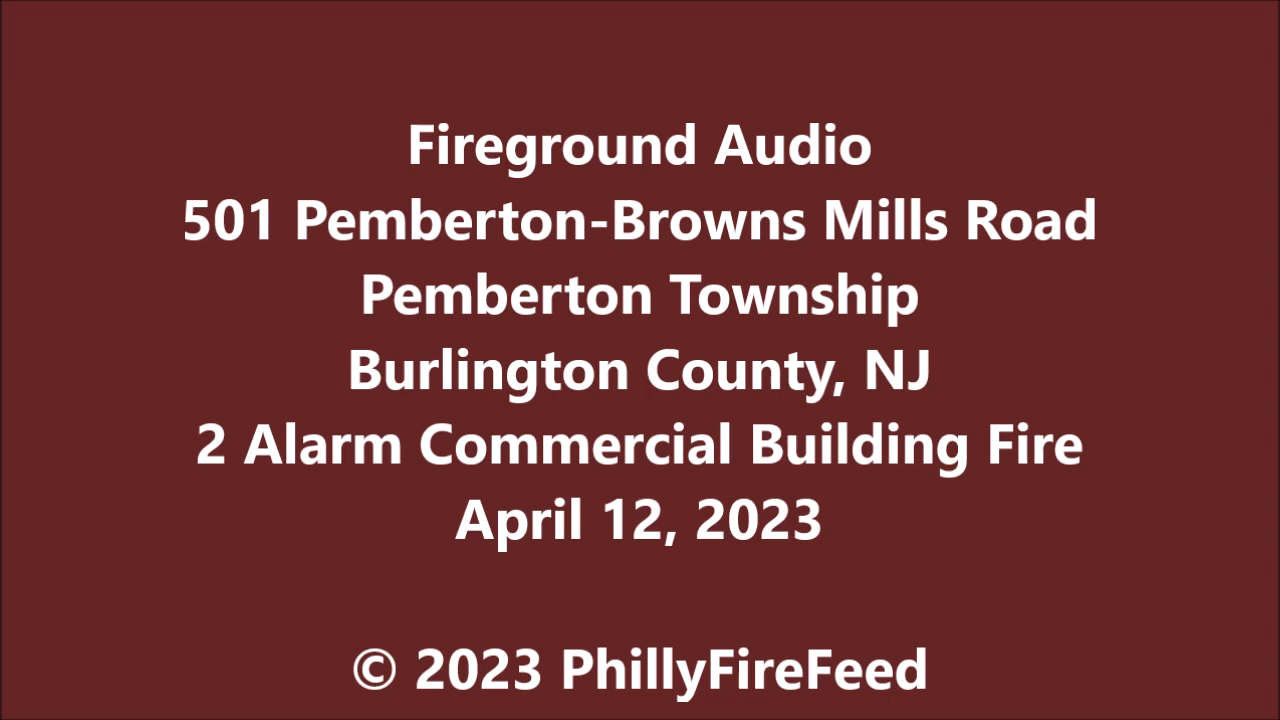 Fireground Audio
501 Pemberton-Browns Mills Road
Pemberton Township
Burlington County, NJ
2 Alarm Commercial Building Fire
April 12, 2023
© 2023 PhillyFireFeed